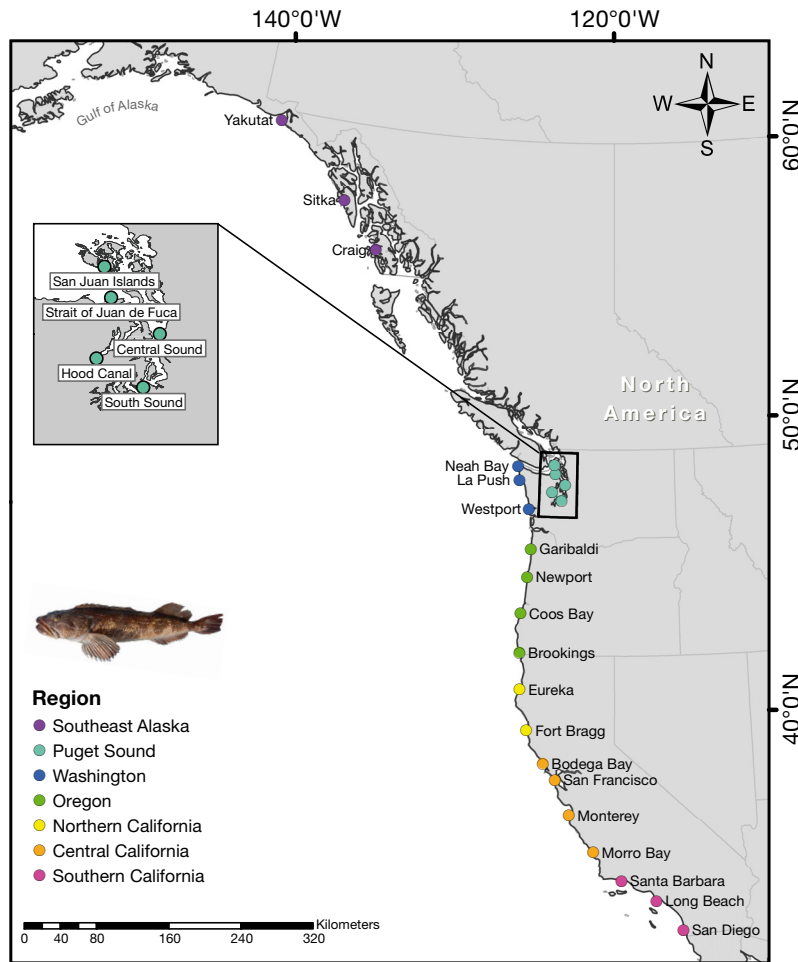 140°0'W
120°0'W
N
W
E
S
Gulf of Alaska
Yakutat
60°0'N
Sitka
Craig
San Juan Islands
Strait of Juan de Fuca
Central Sound
Hood Canal
South Sound
North
America
50°0'N
Neah Bay
La Push
Westport
Garibaldi
Newport
Coos Bay
Brookings
Eureka
40°0'N
Fort Bragg
Bodega Bay
San Francisco
Monterey
Morro Bay
Santa Barbara
Long Beach
San Diego
Region
Southeast Alaska
Puget Sound
Washington
Oregon
Northern California
Central California
Southern California
Kilometers
0 20 40 80 160 240 320